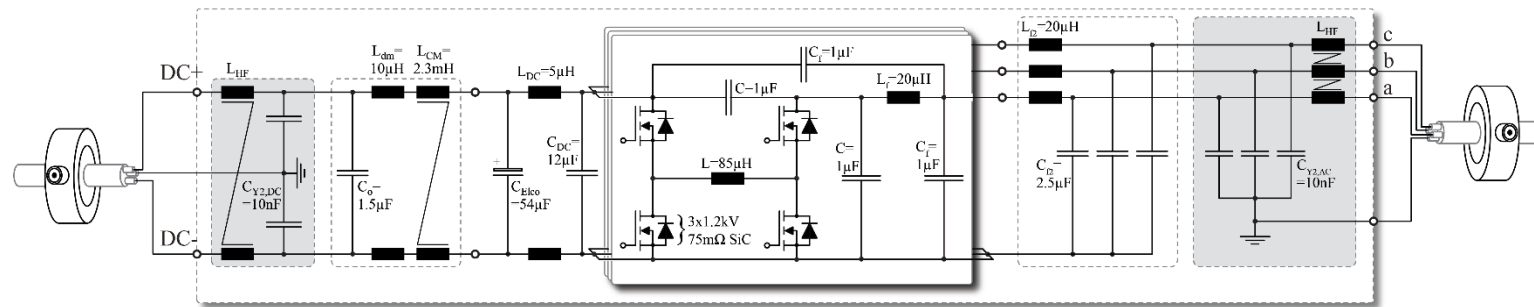 DC+
L_HF
C_Y2,DC
=10nF
DC-
L_dm=
10µH
L_CM=
2.3mH
C_o=
1.5µF
L_DC=5µH
+
C_Elco
=54µF
C_DC=
12µF
C_f=1µF
C=1µF
L_f=20µH
L=85µH
C=
1µF
C_f=
1µF
3x1.2kV
75mΩ SiC
L_f2=20µH
C_f2=
2.5µF
L_HF
C_Y2,AC
=10nF
c
b
a